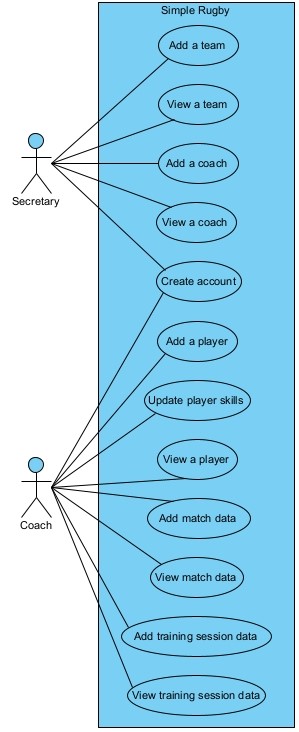 Simple Rugby
Add a team
View a team
Add a coach
Secretary
View a coach
Create account
Add a player
Update player skills
View a player
Add match data
Coach
View match data
Add training session data
View training session data